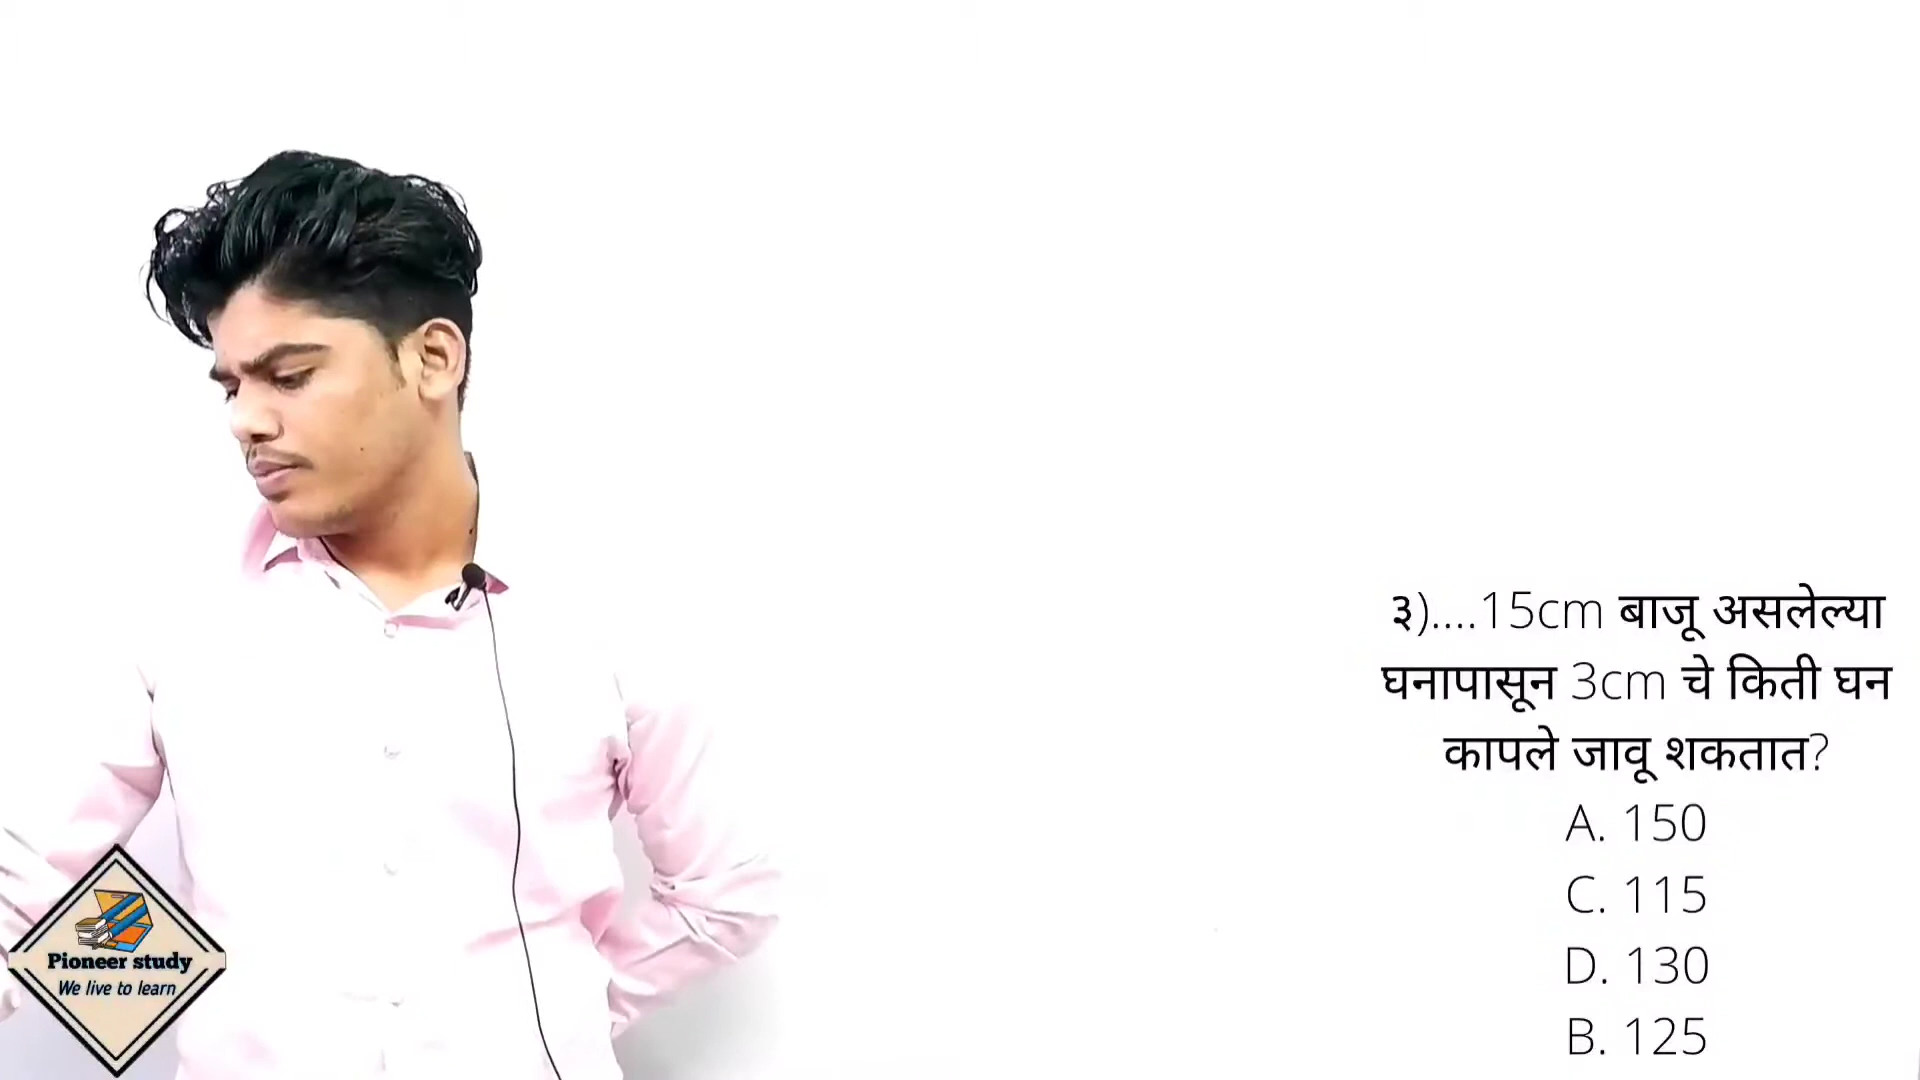 ३)....15cm बाजू असलेल्या
घनापासून 3cm चे किती घन
कापले जावू शकतात?
A. 150
C. 115
D. 130
B. 125
Pioneer study
We live to learn